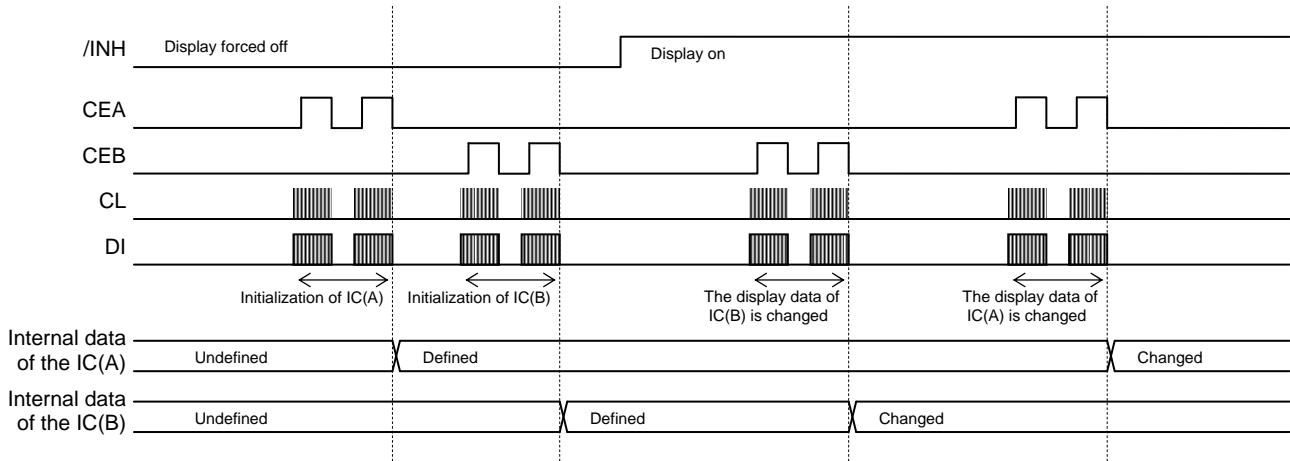 /INH
Display forced off
Display on
CEA
CEB
CL
DI
Initialization of IC(A)
Initialization of IC(B)
The display data of
IC(B) is changed
The display data of
IC(A) is changed
Internal data
of the IC(A)
Undefined
Defined
Changed
Internal data
of the IC(B)
Undefined
Defined
Changed